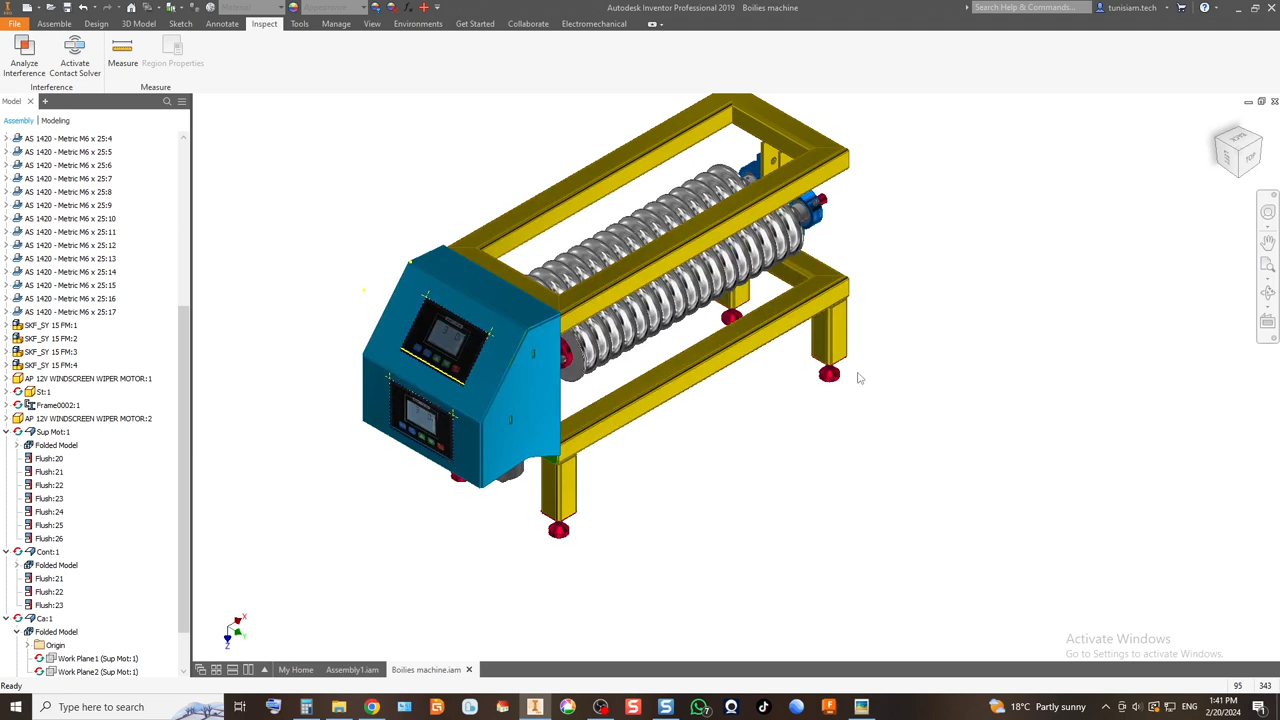 Material
Appearance
Autodesk Inventor Professional 2019 Boilies machine
Search Help & Commands...
tunisiam.tech
File Assembly Design 3D Model Sketch Annotate Inspect Tools Manage View Environments Get Started Collaborate Electromechanical
Analyze Interference
Activate Contact Solver
Measure
Region Properties
Interference
Measure
Model
Assembly Modeling
AS 1420 - Metric M6 x 25:4
AS 1420 - Metric M6 x 25:5
AS 1420 - Metric M6 x 25:6
AS 1420 - Metric M6 x 25:7
AS 1420 - Metric M6 x 25:8
AS 1420 - Metric M6 x 25:9
AS 1420 - Metric M6 x 25:10
AS 1420 - Metric M6 x 25:11
AS 1420 - Metric M6 x 25:12
AS 1420 - Metric M6 x 25:13
AS 1420 - Metric M6 x 25:14
AS 1420 - Metric M6 x 25:15
AS 1420 - Metric M6 x 25:16
AS 1420 - Metric M6 x 25:17
SKF_SY 15 FM:1
SKF_SY 15 FM:2
SKF_SY 15 FM:3
SKF_SY 15 FM:4
AP 12V WINDSCREEN WIPER MOTOR:1
St:1
Frame0002:1
AP 12V WINDSCREEN WIPER MOTOR:2
Sup Mot:1
Folded Model
Flush:20
Flush:21
Flush:22
Flush:23
Flush:24
Flush:25
Flush:26
Cont:1
Folded Model
Flush:21
Flush:22
Flush:23
Ca:1
Folded Model
Origin
Work Plane1 (Sup Mot:1)
Work Plane2 (Sup Mot:1)
TOP
X
Y
Z
Activate Windows
Go to Settings to activate Windows.
My Home Assembly1.iam Boilies machine.iam
Ready
95 343
Type here to search
18°C Partly sunny
ENG
1:41 PM
2/20/2024